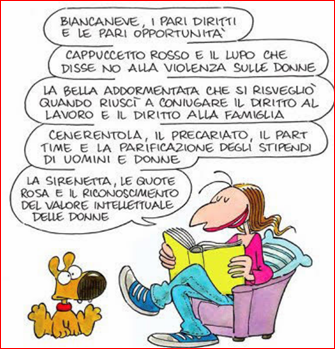 BIANCANEVE, I PARI DIRITTI
E LE PARI OPPORTUNITA'
CAPPUCCETTO ROSSO E IL LUPO CHE
DISSE NO ALLA VIOLENZA SULLE DONNE
LA BELLA ADDORMENTATA CHE SI RISVEGLIÒ
QUANDO RIUSCÌ A CONIUGARE IL DIRITTO AL
LAVORO E IL DIRITTO ALLA FAMIGLIA
CENERENTOLA, IL PRECARIATO, IL PART
TIME E LA PARIFICAZIONE DEGLI STIPENDI
DI UOMINI E DONNE
LA SIRENETTA, LE QUOTE
ROSA E IL RICONOSCIMENTO
DEL VALORE INTELLETTUALE
DELLE DONNE